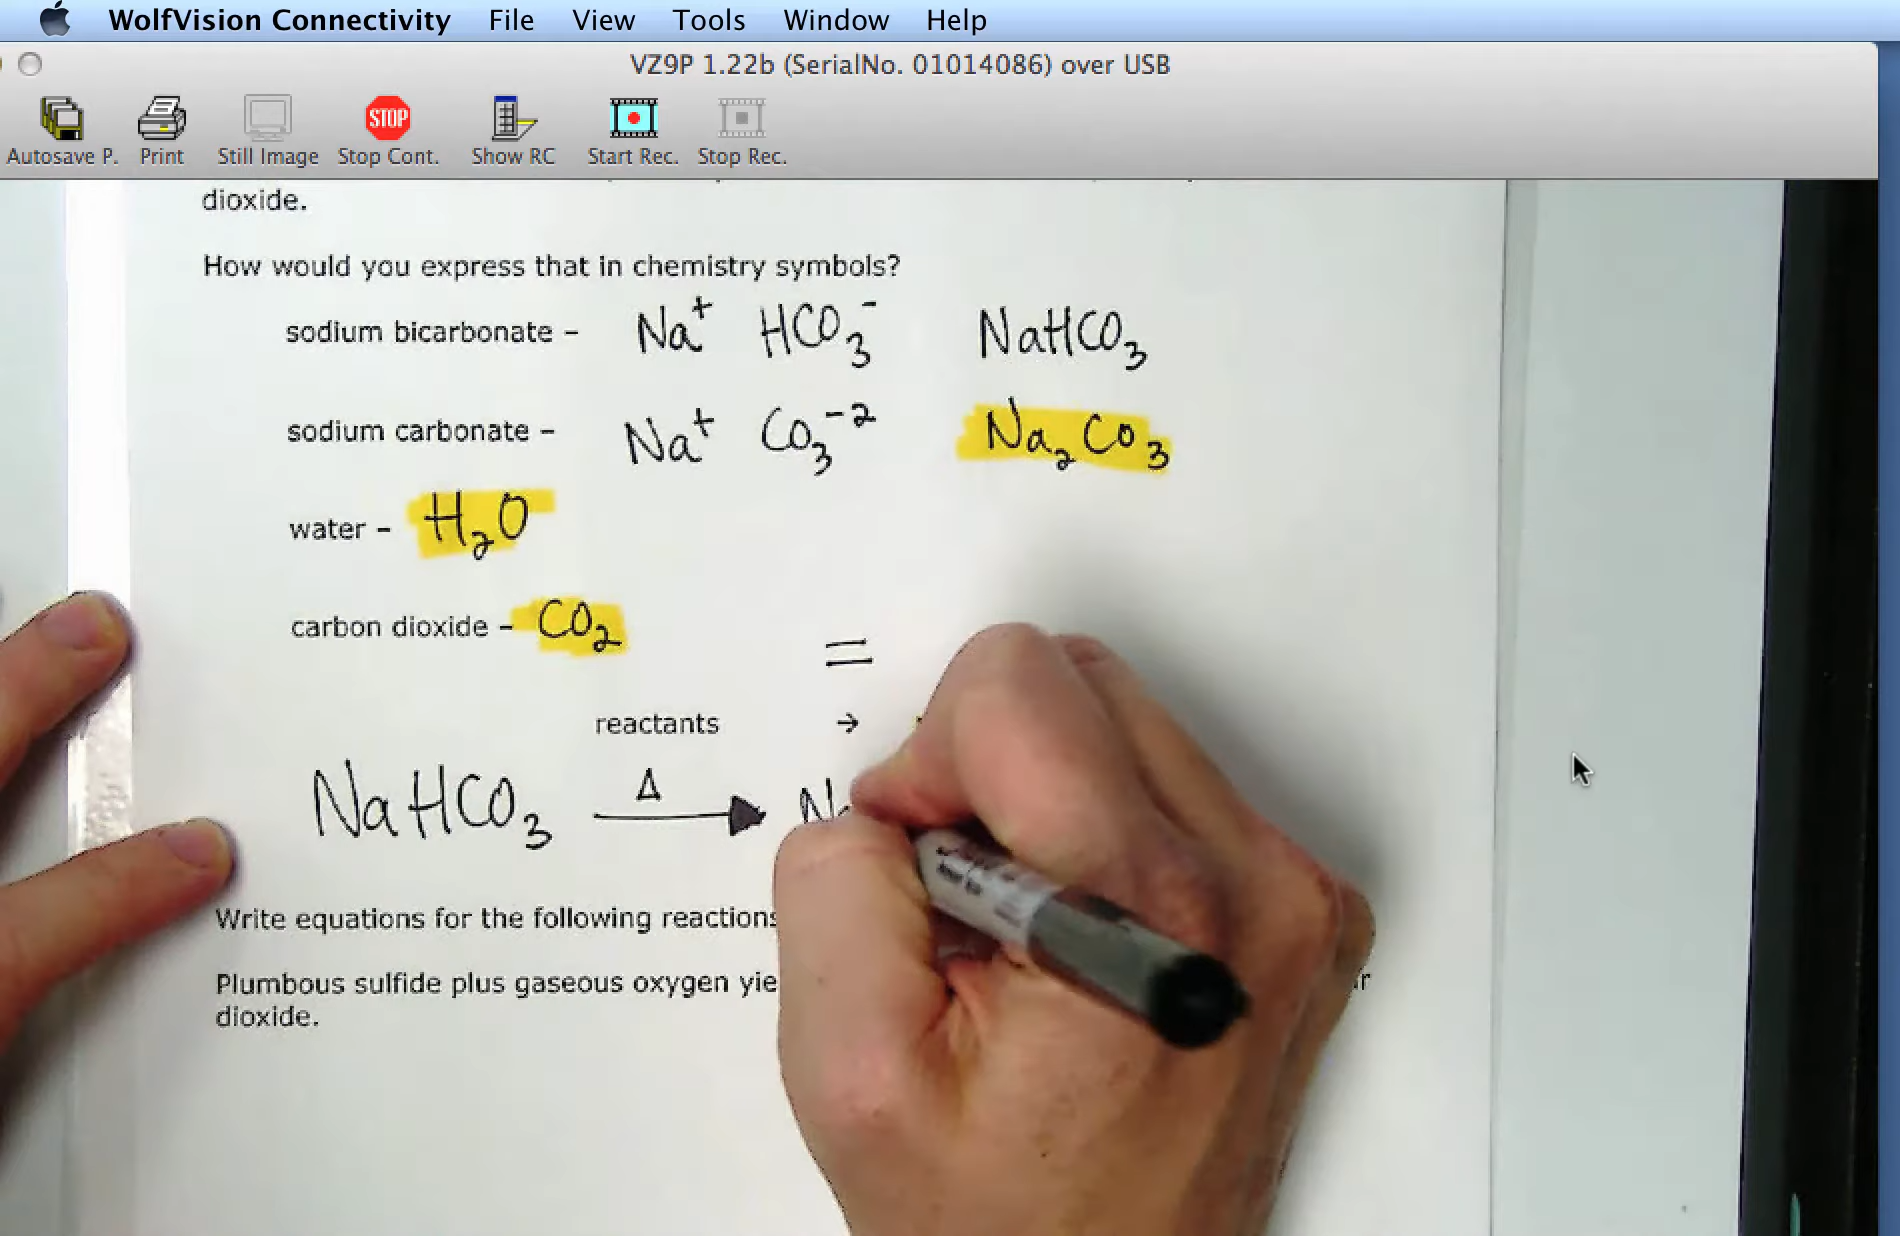 WolfVision Connectivity File View Tools Window Help
VZ9P 1.22b (SerialNo. 01014086) over USB
STOP
Autosave P. Print Still Image Stop Cont. Show RC Start Rec. Stop Rec.
dioxide.
How would you express that in chemistry symbols?
sodium bicarbonate – Na⁺ HCO₃⁻ NaHCO₃
sodium carbonate – Na⁺ CO₃⁻² Na₂CO₃
water – H₂O
carbon dioxide – CO₂
=
reactants →
NaHCO₃ Δ → Na
Write equations for the following reactions
Plumbous sulfide plus gaseous oxygen yie
dioxide.